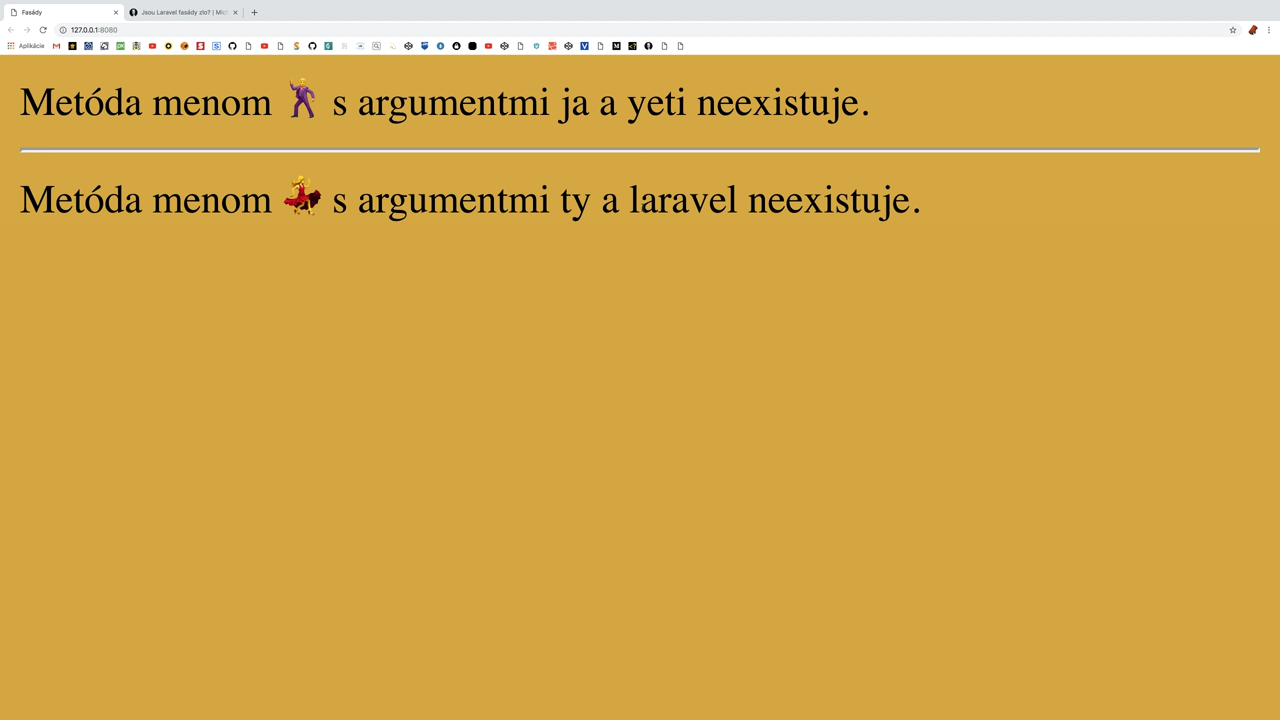 Fasády
Jsou Laravel fasády zlo? | Mic
127.0.0.1:8080
Aplikácie
Metóda menom 🕺 s argumentmi ja a yeti neexistuje.
Metóda menom 💃 s argumentmi ty a laravel neexistuje.